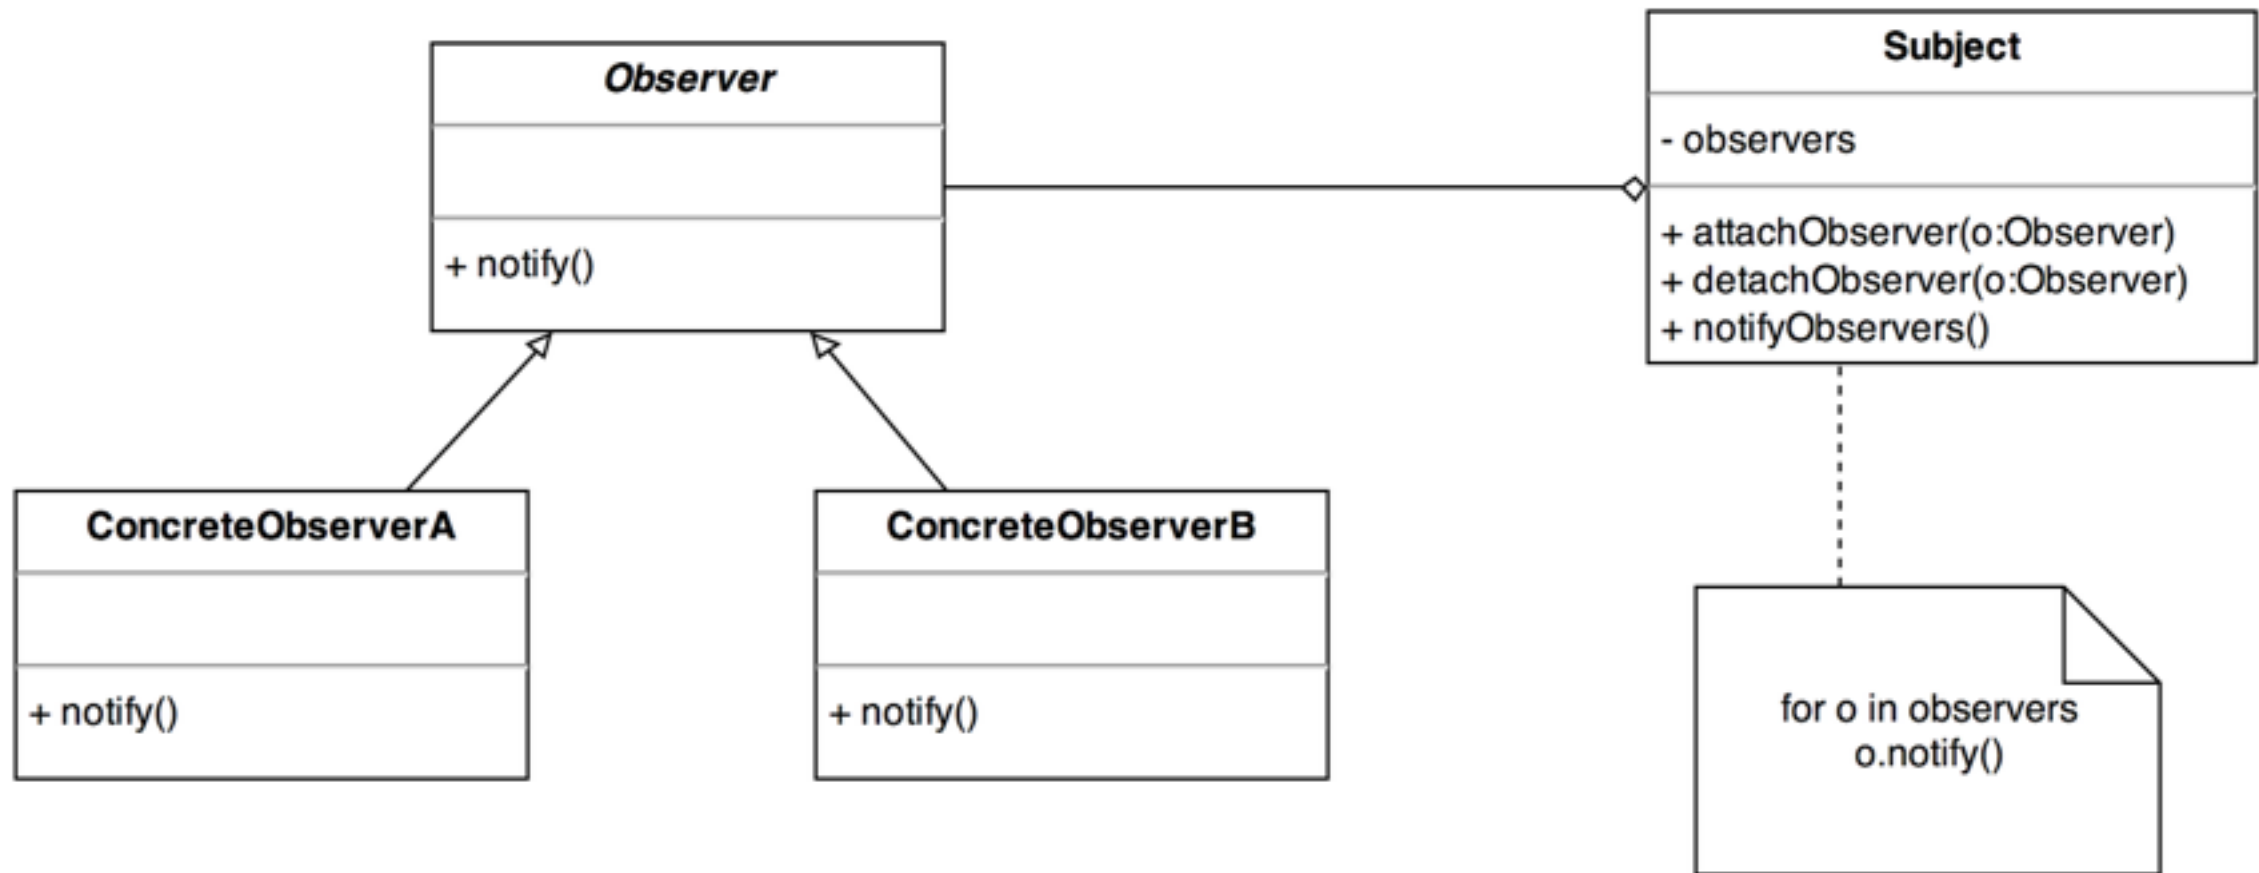 Observer
+ notify()
Subject
- observers
+ attachObserver(o:Observer)
+ detachObserver(o:Observer)
+ notifyObservers()
ConcreteObserverA
+ notify()
ConcreteObserverB
+ notify()
for o in observers
o.notify()